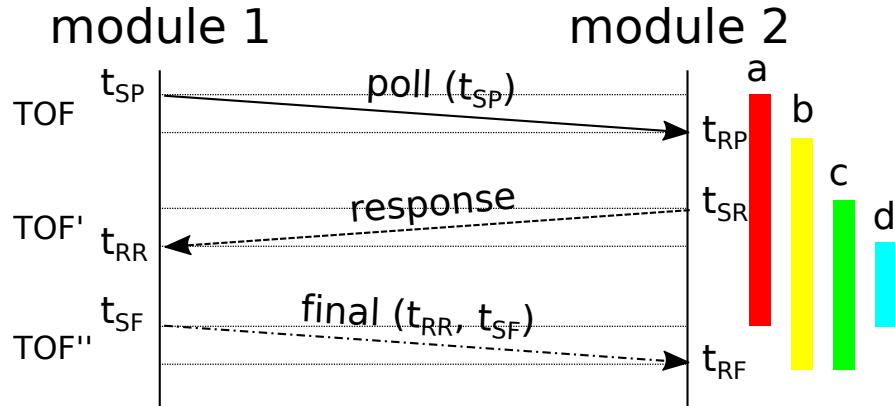 module 1
module 2
a
t_SP
poll (t_SP)
TOF
b
t_RP
c
response
t_SR
d
TOF'
t_RR
t_SF
final (t_RR, t_SF)
TOF''
t_RF